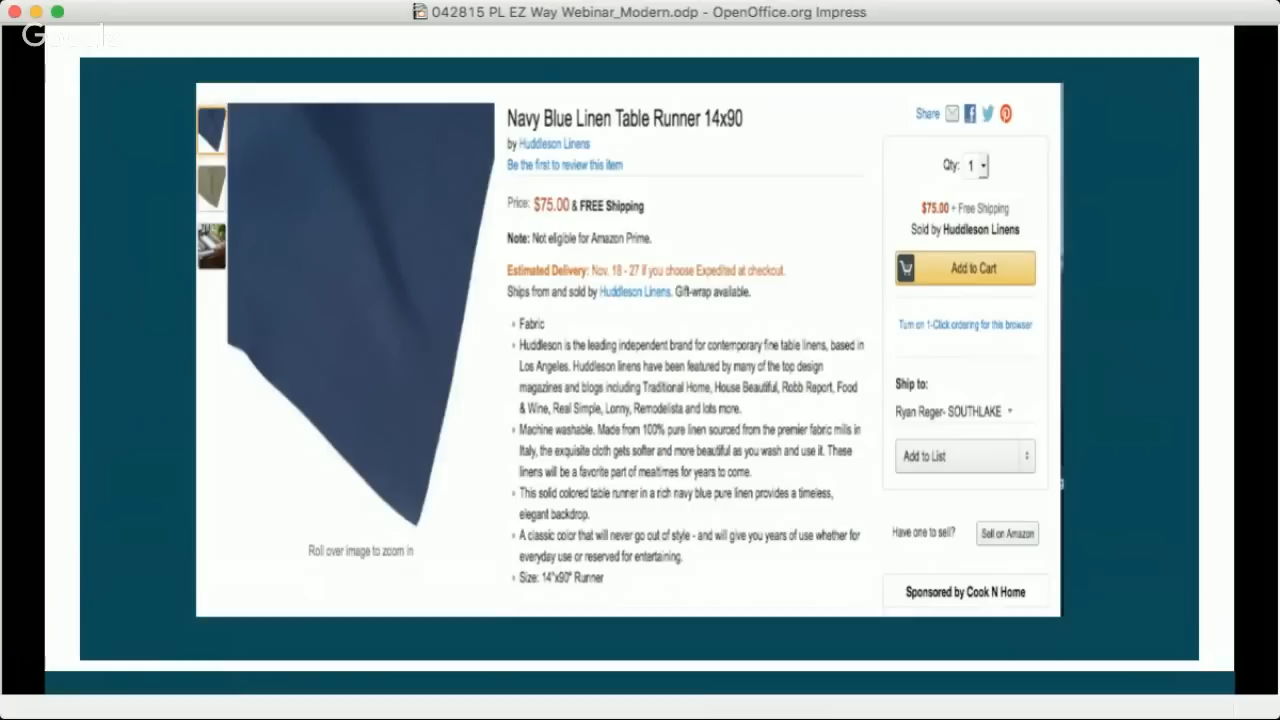 042815 PL EZ Way Webinar_Modern.odp - OpenOffice.org Impress
Navy Blue Linen Table Runner 14x90
by Huddleson Linens
Be the first to review this item
Price: $75.00 & FREE Shipping
Note: Not eligible for Amazon Prime.
Estimated Delivery: Nov. 18 - 27 if you choose Expedited at checkout.
Ships from and sold by Huddleson Linens. Gift-wrap available.
Fabric
Huddleson is the leading independent brand for contemporary fine table linens, based in
Los Angeles. Huddleson linens have been featured by many of the top design
magazines and blogs including Traditional Home, House Beautiful, Robb Report, Food
& Wine, Real Simple, Lonny, Remodelista and lots more.
Machine washable. Made from 100% pure linen sourced from the premier fabric mills in
Italy, the exquisite cloth gets softer and more beautiful as you wash and use it. These
linens will be a favorite part of mealtimes for years to come.
This solid colored table runner in a rich navy blue pure linen provides a timeless,
elegant backdrop.
A classic color that will never go out of style - and will give you years of use whether for
everyday use or reserved for entertaining.
Size: 14"x90" Runner
Roll over image to zoom in
Share
Qty: 1
$75.00 + Free Shipping
Sold by Huddleson Linens
Add to Cart
Turn on 1-Click ordering for this browser
Ship to:
Ryan Reger- SOUTHLAKE
Add to List
Have one to sell? Sell on Amazon
Sponsored by Cook N Home